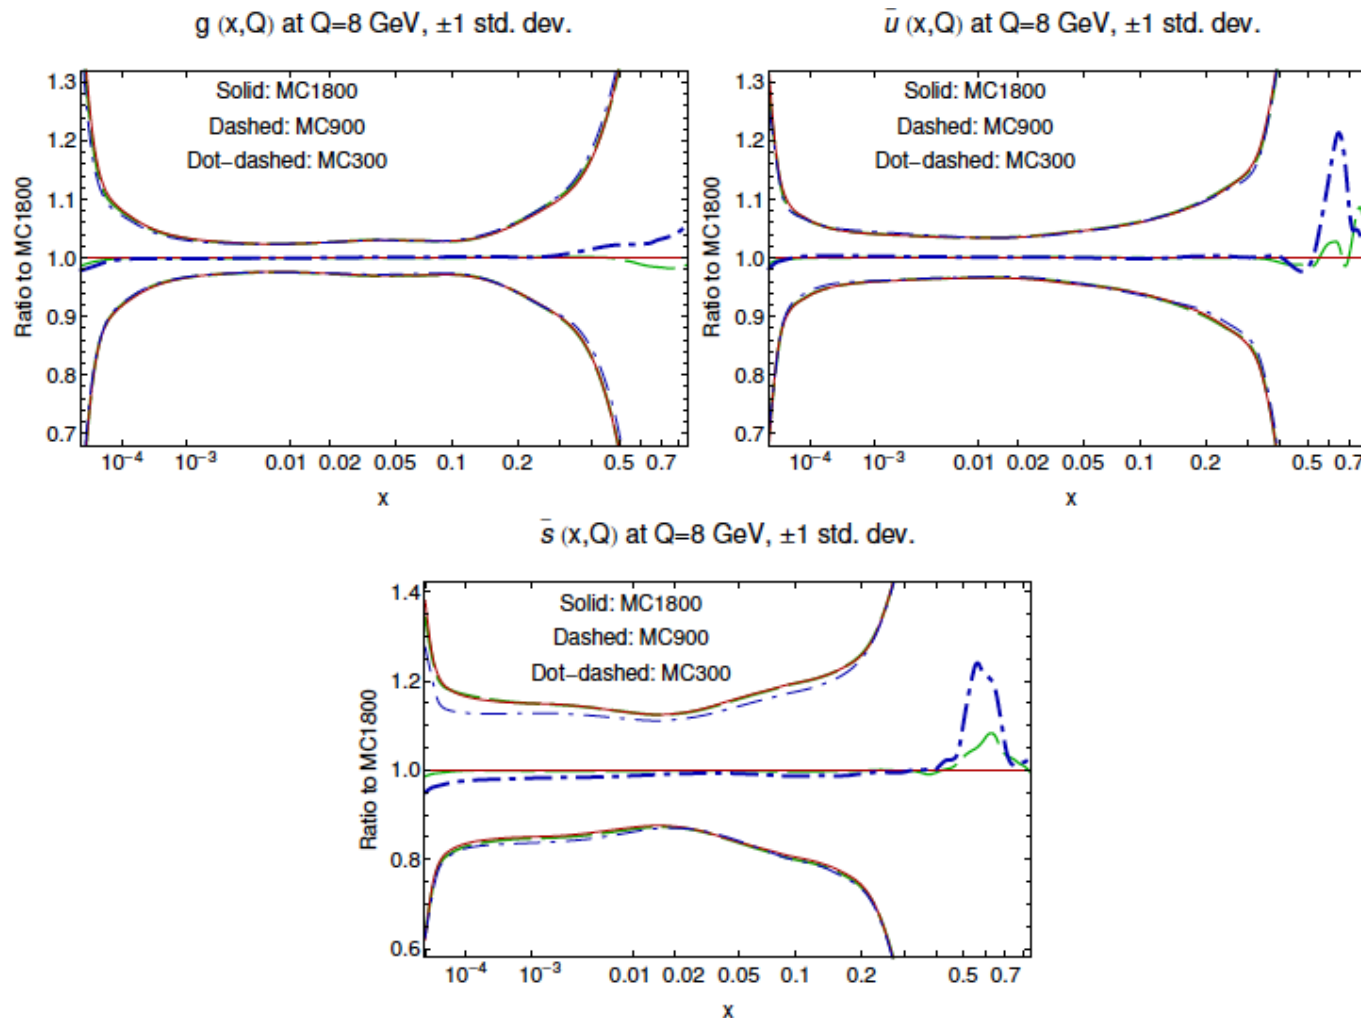 g (x,Q) at Q=8 GeV, ±1 std. dev.
1.3
1.2
1.1
1.0
0.9
0.8
0.7
Ratio to MC1800
Solid: MC1800
Dashed: MC900
Dot-dashed: MC300
10⁻⁴ 10⁻³ 0.01 0.02 0.05 0.1 0.2 0.5 0.7
x
ū (x,Q) at Q=8 GeV, ±1 std. dev.
1.3
1.2
1.1
1.0
0.9
0.8
0.7
Ratio to MC1800
Solid: MC1800
Dashed: MC900
Dot-dashed: MC300
10⁻⁴ 10⁻³ 0.01 0.02 0.05 0.1 0.2 0.5 0.7
x
s̄ (x,Q) at Q=8 GeV, ±1 std. dev.
1.4
1.2
1.0
0.8
0.6
Ratio to MC1800
Solid: MC1800
Dashed: MC900
Dot-dashed: MC300
10⁻⁴ 10⁻³ 0.01 0.02 0.05 0.1 0.2 0.5 0.7
x